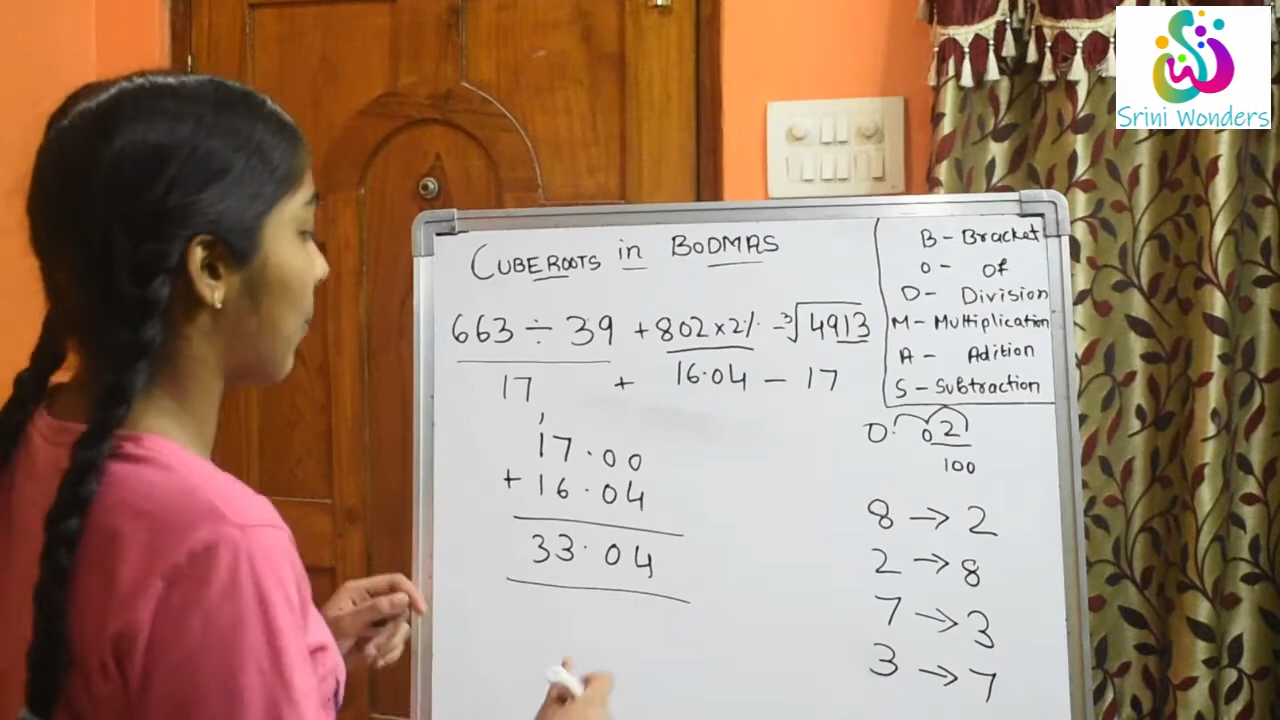 Srini Wonders
CUBEROOTS in BODMAS
663 ÷ 39 + 802 × 2% - ³√4913
17 + 16.04 - 17
17.00
+ 16.04
33.04
B - Bracket
O - Of
D - Division
M - Multiplication
A - Adition
S - Subtraction
0.02
100
8 → 2
2 → 8
7 → 3
3 → 7